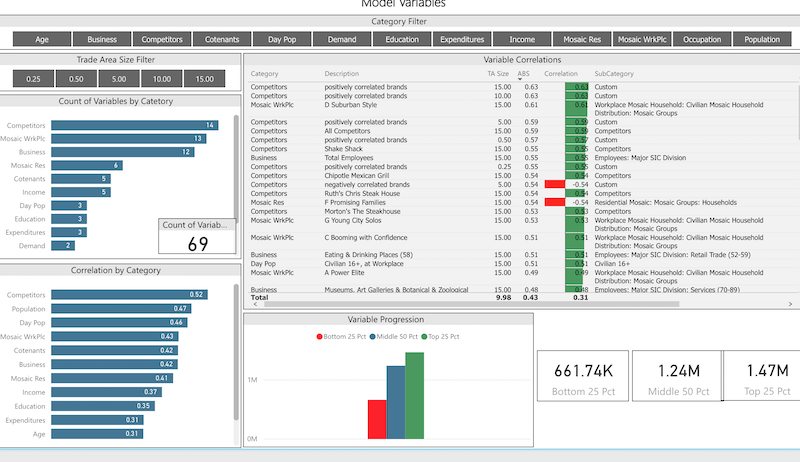 Model Variables
Category Filter
Age Business Competitors Cotenants Day Pop Demand Education Expenditures Income Mosaic Res Mosaic WrkPlc Occupation Population
Trade Area Size Filter
0.25 0.50 5.00 10.00 15.00
Count of Variables by Catetory
Competitors 14
Mosaic WrkPlc 13
Business 12
Mosaic Res 6
Cotenants 5
Income 5
Day Pop 3
Education 3
Expenditures 3
Demand 2
Count of Variab...
69
Correlation by Category
Competitors 0.52
Population 0.47
Day Pop 0.46
Mosaic WrkPlc 0.43
Cotenants 0.42
Business 0.42
Mosaic Res 0.41
Income 0.37
Education 0.35
Expenditures 0.31
Age 0.31
Variable Correlations
Category Description TA Size ABS Correlation SubCategory
Competitors positively correlated brands 15.00 0.63 0.63 Custom
Competitors positively correlated brands 10.00 0.63 0.63 Custom
Mosaic WrkPlc D Suburban Style 15.00 0.61 0.61 Workplace Mosaic Household: Civilian Mosaic Household
Distribution: Mosaic Groups
Competitors positively correlated brands 5.00 0.59 0.59 Custom
Competitors All Competitors 15.00 0.59 0.59 Competitors
Competitors positively correlated brands 0.50 0.57 0.57 Custom
Competitors Shake Shack 15.00 0.55 0.55 Competitors
Business Total Employees 15.00 0.55 0.55 Employees: Major SIC Division
Competitors positively correlated brands 0.25 0.55 0.55 Custom
Competitors Chipotle Mexican Grill 15.00 0.54 0.54 Competitors
Competitors negatively correlated brands 5.00 0.54 -0.54 Custom
Competitors Ruth's Chris Steak House 15.00 0.54 0.54 Competitors
Mosaic Res F Promising Families 15.00 0.54 -0.54 Residential Mosaic: Mosaic Groups: Households
Competitors Morton's The Steakhouse 15.00 0.53 0.53 Competitors
Mosaic WrkPlc G Young City Solos 15.00 0.53 0.53 Workplace Mosaic Household: Civilian Mosaic Household
Distribution: Mosaic Groups
Mosaic WrkPlc C Booming with Confidence 15.00 0.51 0.51 Workplace Mosaic Household: Civilian Mosaic Household
Distribution: Mosaic Groups
Business Eating & Drinking Places (58) 15.00 0.51 0.51 Employees: Major SIC Division: Retail Trade (52-59)
Day Pop Civilian 16+, at Workplace 15.00 0.51 0.51 Civilian 16+
Mosaic WrkPlc A Power Elite 15.00 0.49 0.49 Workplace Mosaic Household: Civilian Mosaic Household
Distribution: Mosaic Groups
Business Museums, Art Galleries & Botanical & Zoological 15.00 0.48 0.48 Employees: Major SIC Division: Services (70-89)
Total 9.98 0.43 0.31
Variable Progression
Bottom 25 Pct Middle 50 Pct Top 25 Pct
1M
0M
661.74K
Bottom 25 Pct
1.24M
Middle 50 Pct
1.47M
Top 25 Pct